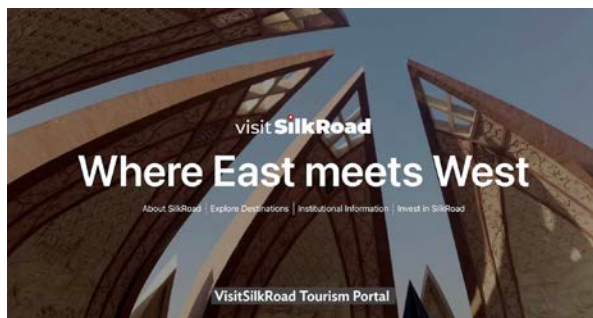 visit SilkRoad
Where East meets West
About SilkRoad | Explore Destinations | Institutional Information | Invest in SilkRoad
VisitSilkRoad Tourism Portal